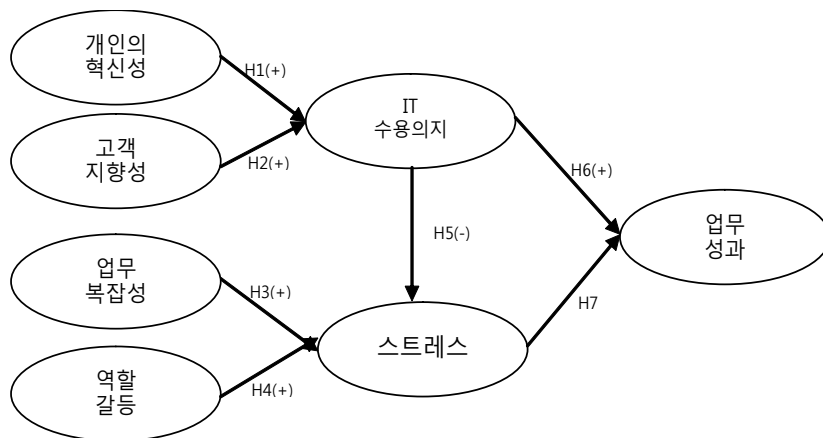 개인의
혁신성
H1(+)
IT
수용의지
고객
지향성
H2(+)
H6(+)
업무
성과
H5(-)
업무
복잡성
H3(+)
H7
스트레스
역할
갈등
H4(+)